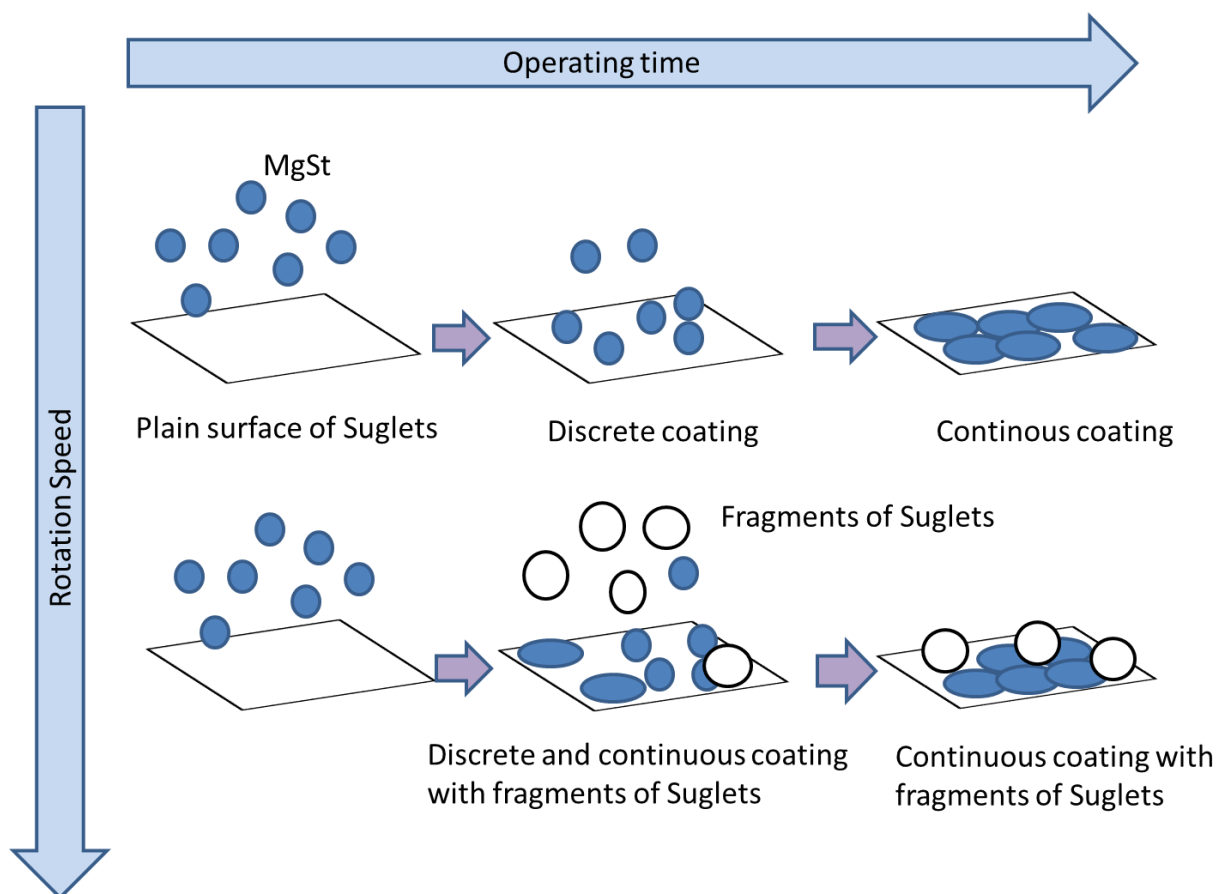 Operating time
Rotation Speed
MgSt
Plain surface of Suglets
Discrete coating
Continous coating
Fragments of Suglets
Discrete and continuous coating
with fragments of Suglets
Continuous coating with
fragments of Suglets